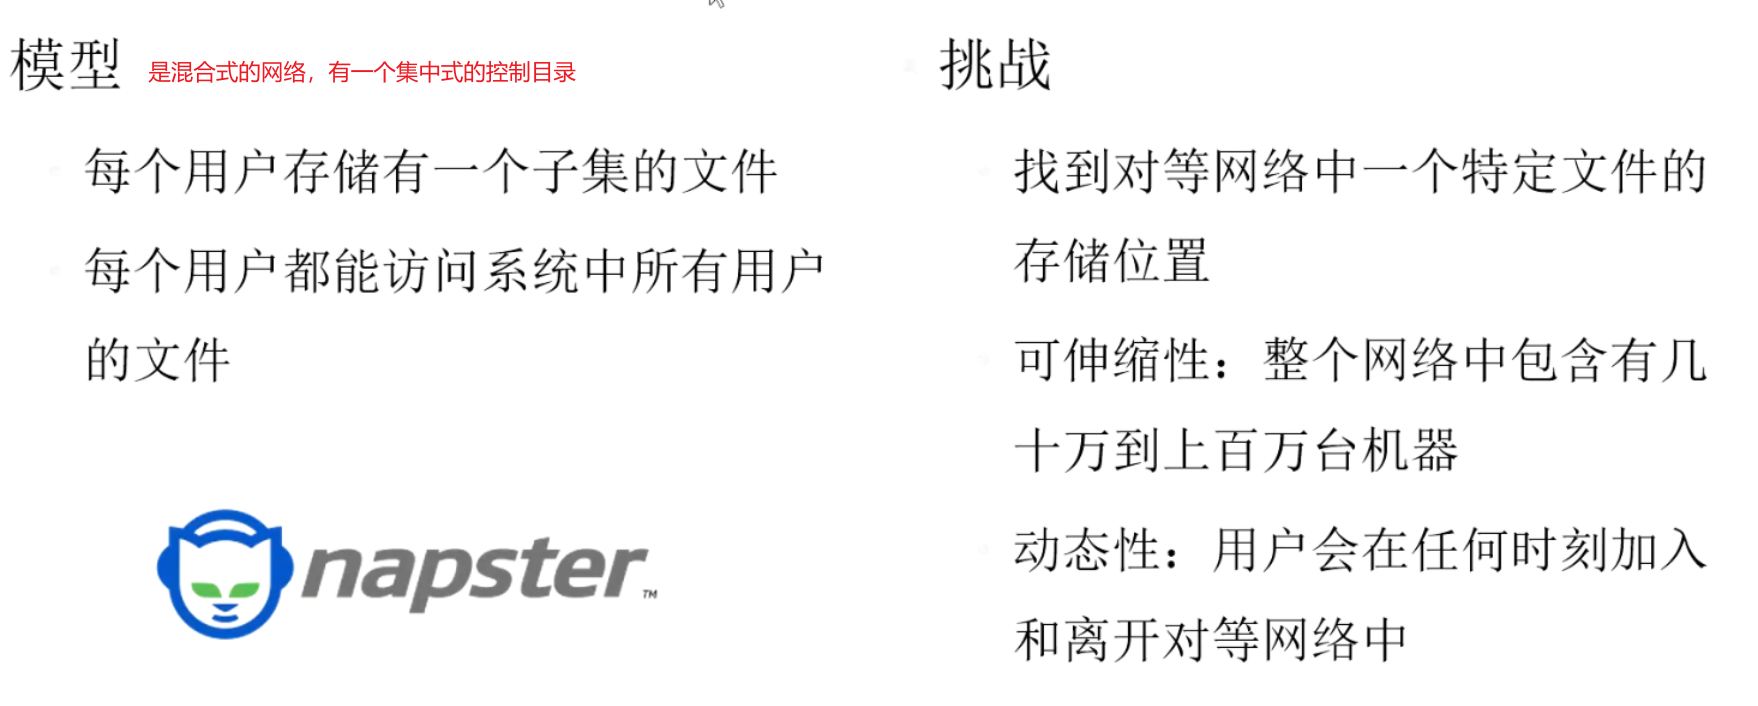 模型 是混合式的网络，有一个集中式的控制目录
每个用户存储有一个子集的文件
每个用户都能访问系统中所有用户
的文件
napster™
挑战
找到对等网络中一个特定文件的
存储位置
可伸缩性：整个网络中包含有几
十万到上百万台机器
动态性：用户会在任何时刻加入
和离开对等网络中